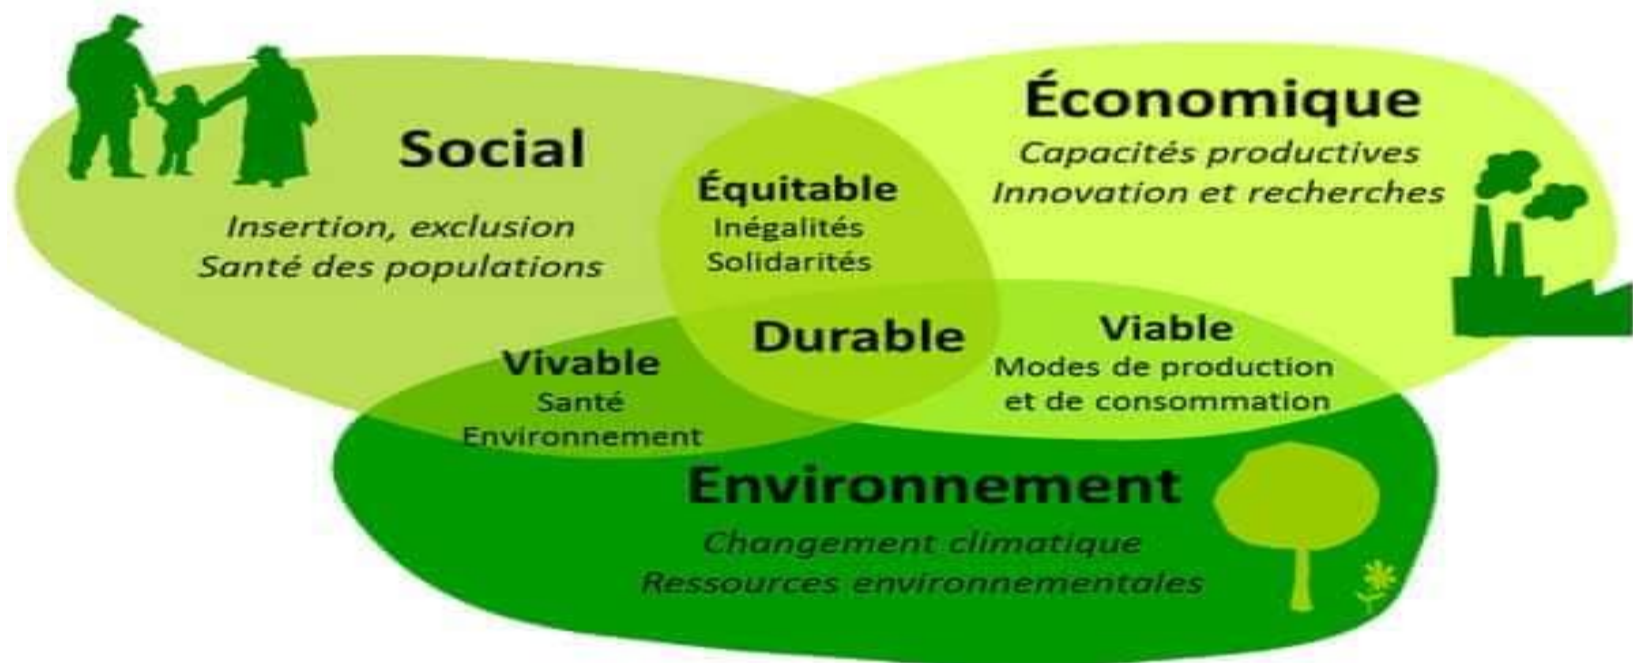 Social
Insertion, exclusion
Santé des populations
Économique
Capacités productives
Innovation et recherches
Équitable
Inégalités
Solidarités
Durable
Vivable
Santé
Environnement
Viable
Modes de production
et de consommation
Environnement
Changement climatique
Ressources environnementales